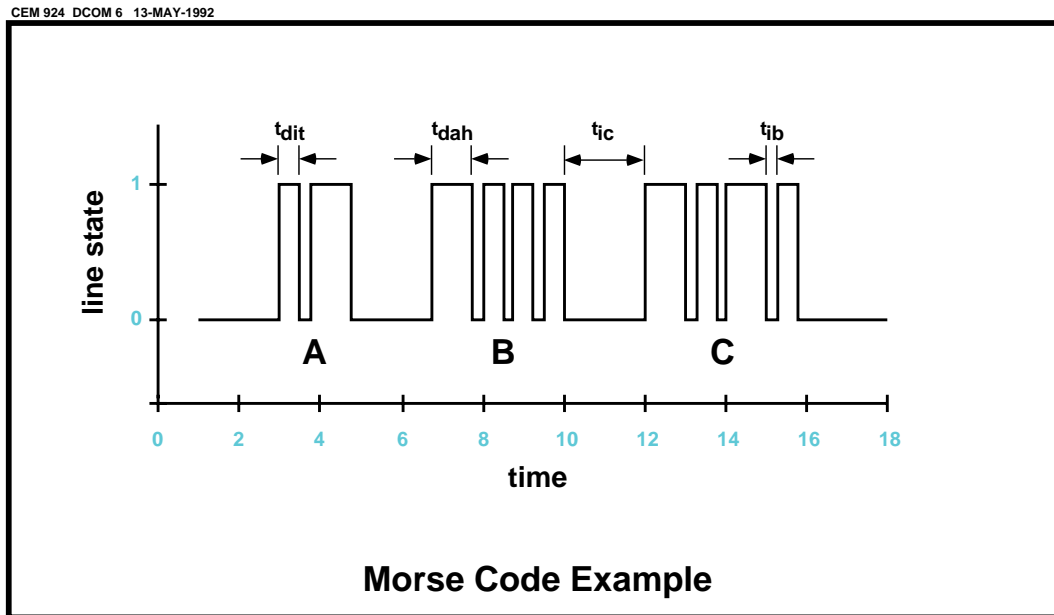 CEM 924 DCOM 6 13-MAY-1992
tdit tdah tic tib
1
line state
0
A B C
0 2 4 6 8 10 12 14 16 18
time
Morse Code Example